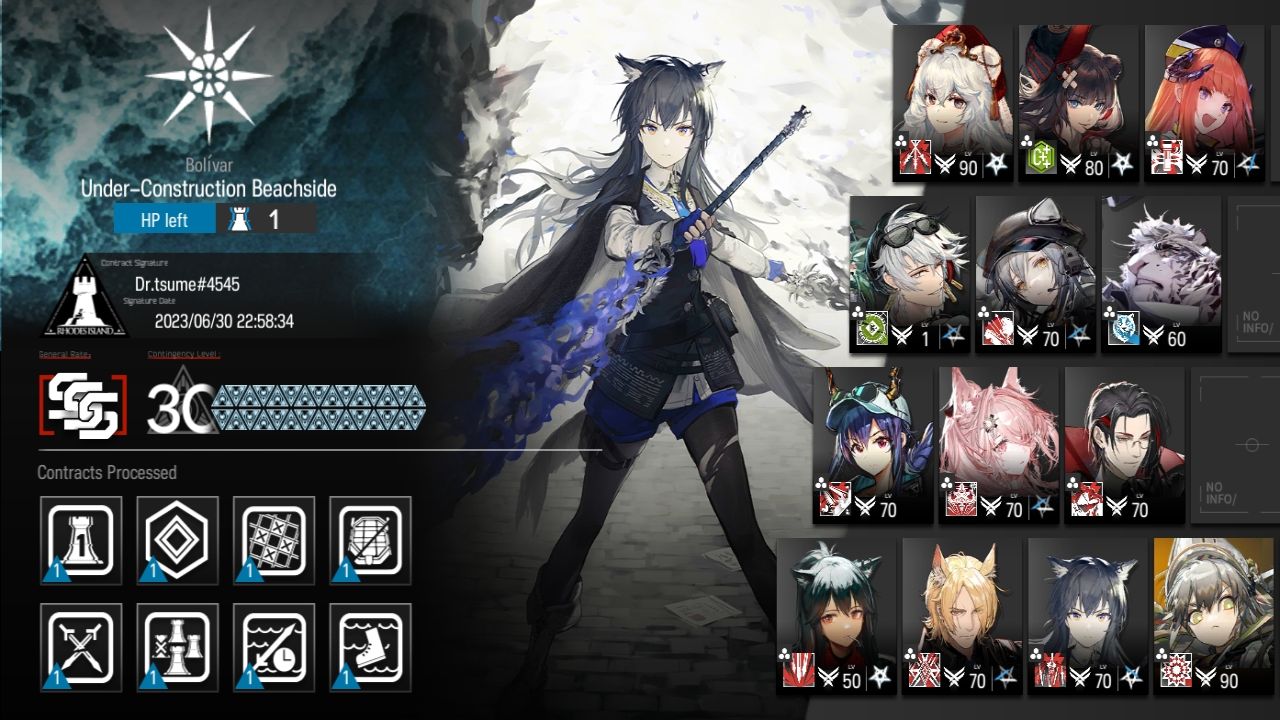 Bolívar
Under-Construction Beachside
HP left 1
Contract Signature
Dr.tsume#4545
Signature Date
2023/06/30 22:58:34
RHODES ISLAND
General Rate:
Contingency Level:
30
Contracts Processed
1
1 1 1 1
1 1 1 1
LV 90
LV 80
LV 70
LV 1
LV 70
LV 60
NO INFO/
LV 70
LV 70
LV 70
NO INFO/
LV 50
LV 70
LV 70
LV 90